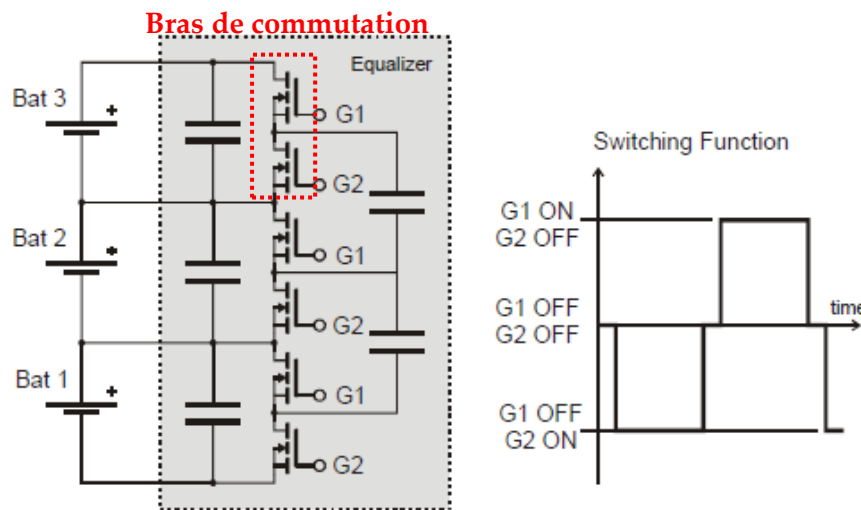 Bras de commutation
Equalizer
Bat 3
+
G1
G2
Bat 2
+
G1
G2
Bat 1
+
G1
G2
Switching Function
G1 ON
G2 OFF
G1 OFF
G2 OFF
time
G1 OFF
G2 ON